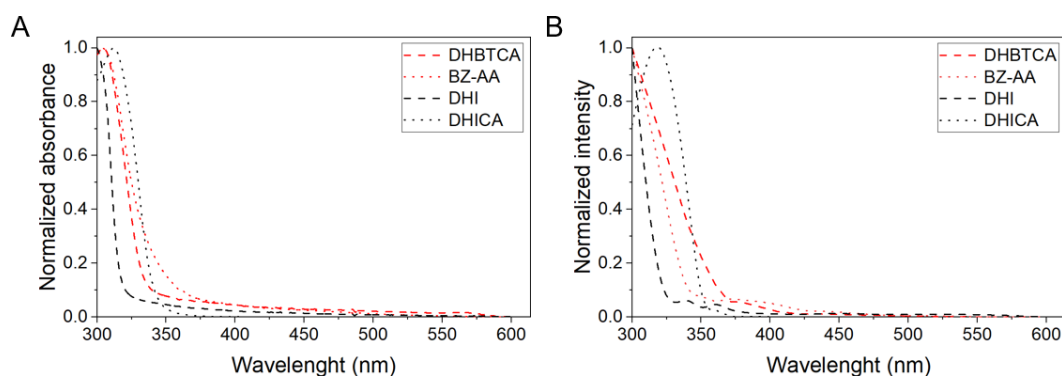 A
Normalized absorbance
1.0
0.8
0.6
0.4
0.2
0.0
300
350
400
450
500
550
600
Wavelenght (nm)
DHBTCA
BZ-AA
DHI
DHICA
B
Normalized intensity
1.0
0.8
0.6
0.4
0.2
0.0
300
350
400
450
500
550
600
Wavelenght (nm)
DHBTCA
BZ-AA
DHI
DHICA